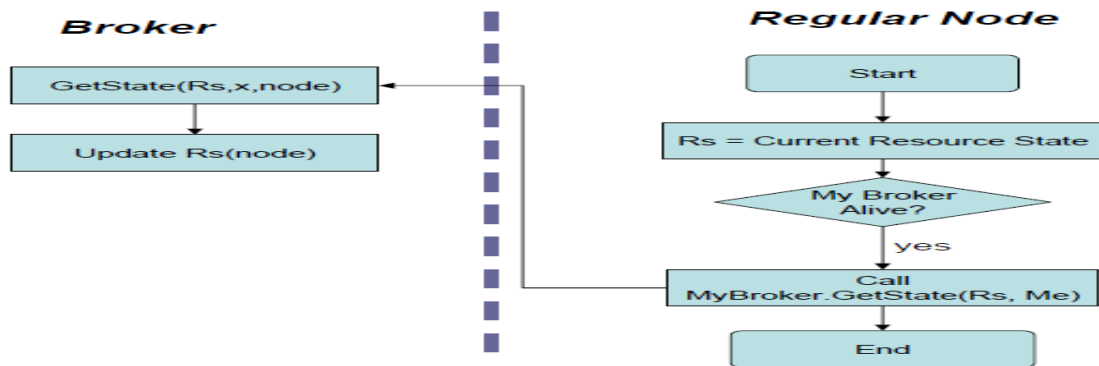 Broker
Regular Node
GetState(Rs,x,node)
Update Rs(node)
Start
Rs = Current Resource State
My Broker
Alive?
yes
Call
MyBroker.GetState(Rs, Me)
End